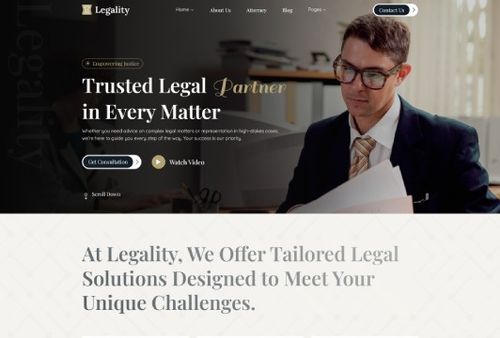 Legality
Legality
Home
About Us
Attorney
Blog
Pages
Contact Us
Empowering Justice
Trusted Legal Partner
in Every Matter
Whether you need advice on complex legal matters or representation in high-stakes cases,
we're here to guide you every step of the way. Your success is our priority.
Get Consultation
Watch Video
Scroll Down
At Legality, We Offer Tailored Legal
Solutions Designed to Meet Your
Unique Challenges.